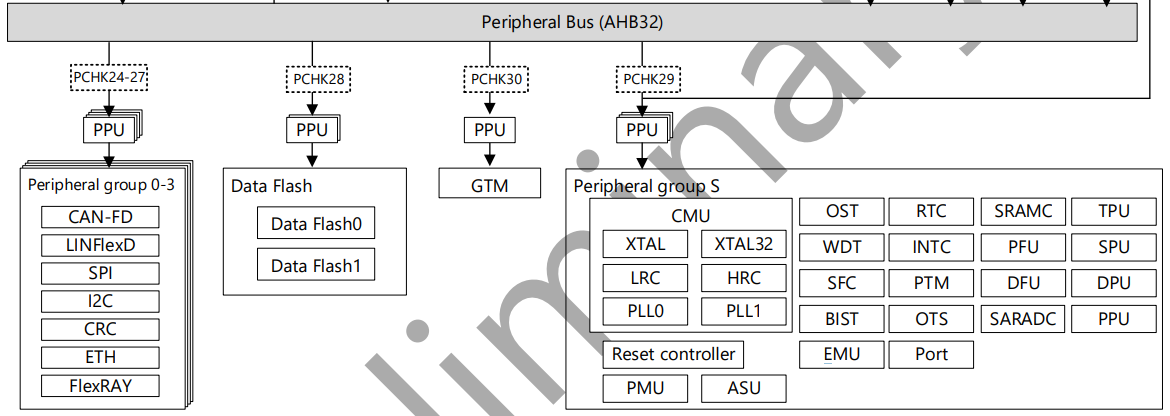 Peripheral Bus (AHB32)
PCHK24-27
PCHK28
PCHK30
PCHK29
PPU
PPU
PPU
PPU
Peripheral group 0-3
CAN-FD
LINFlexD
SPI
I2C
CRC
ETH
FlexRAY
Data Flash
Data Flash0
Data Flash1
GTM
Peripheral group S
CMU
XTAL
XTAL32
LRC
HRC
PLL0
PLL1
Reset controller
PMU
ASU
OST
RTC
SRAMC
TPU
WDT
INTC
PFU
SPU
SFC
PTM
DFU
DPU
BIST
OTS
SARADC
PPU
EMU
Port
liminary